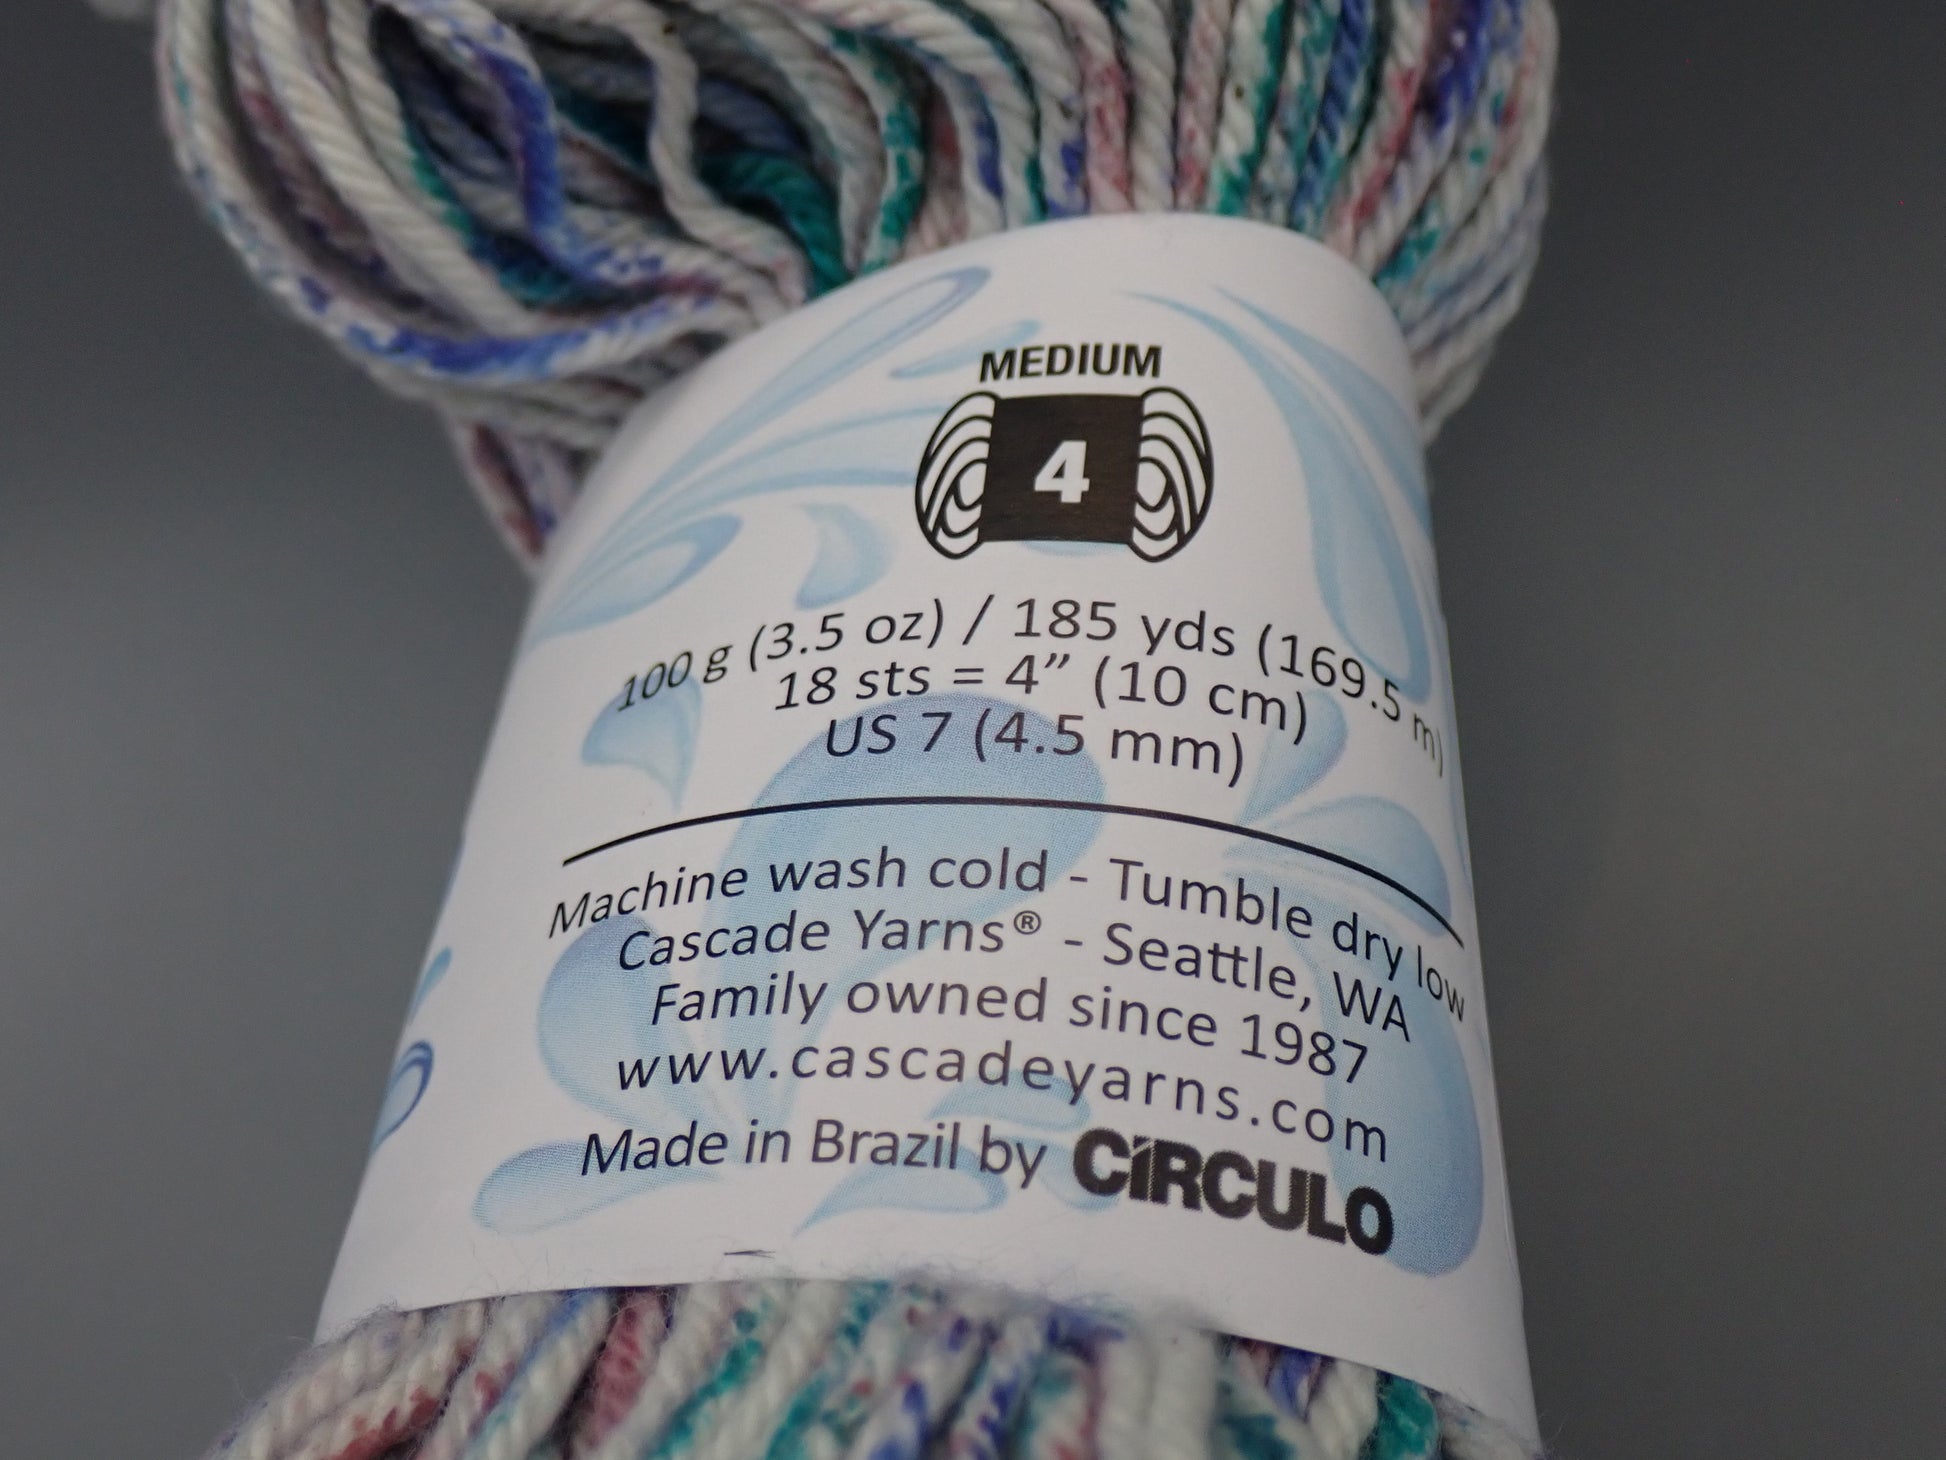 MEDIUM
4
100 g (3.5 oz) / 185 yds (169.5 m)
18 sts = 4” (10 cm)
US 7 (4.5 mm)
Machine wash cold - Tumble dry low
Cascade Yarns® - Seattle, WA
Family owned since 1987
www.cascadeyarns.com
Made in Brazil by CÍRCULO